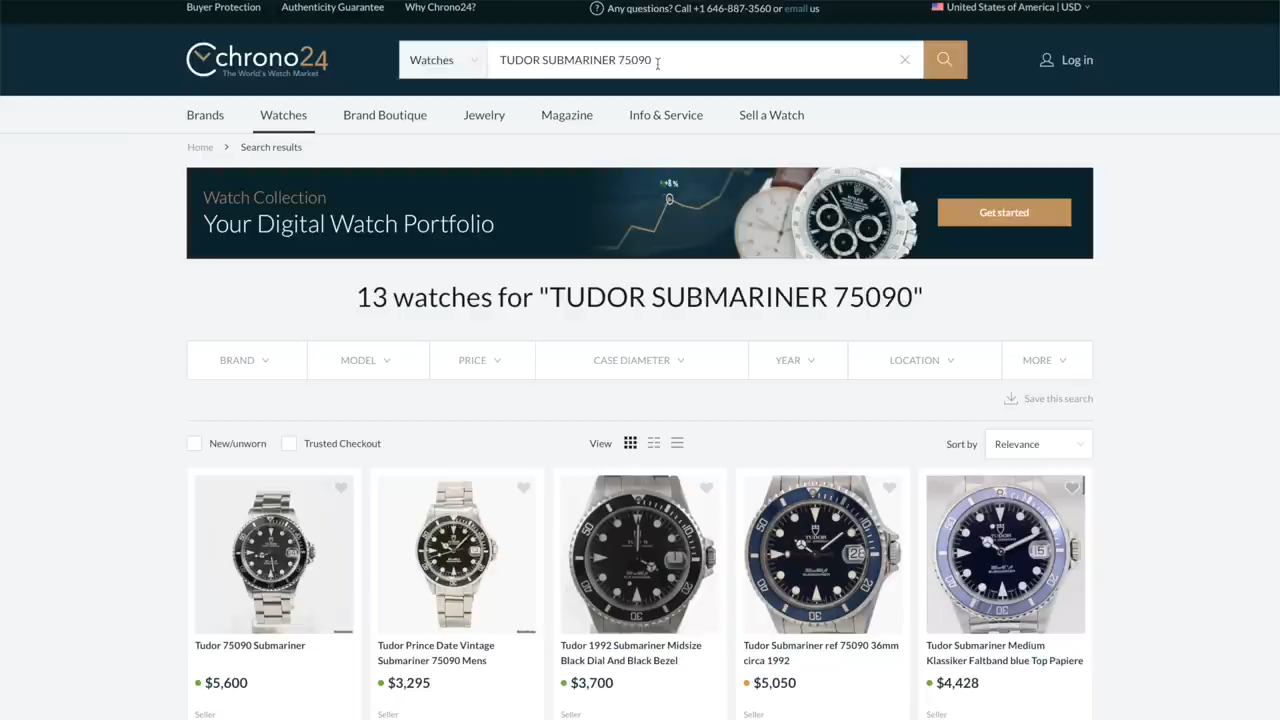 Buyer Protection Authenticity Guarantee Why Chrono24? Any questions? Call +1 646-887-3560 or email us United States of America | USD
chrono24
The World's Watch Market
Watches TUDOR SUBMARINER 75090 Log in
Brands Watches Brand Boutique Jewelry Magazine Info & Service Sell a Watch
Home Search results
Watch Collection
Your Digital Watch Portfolio
Get started
13 watches for "TUDOR SUBMARINER 75090"
BRAND MODEL PRICE CASE DIAMETER YEAR LOCATION MORE
Save this search
New/unworn Trusted Checkout View Sort by Relevance
Tudor 75090 Submariner
$5,600
Seller
Tudor Prince Date Vintage
Submariner 75090 Mens
$3,295
Seller
Tudor 1992 Submariner Midsize
Black Dial And Black Bezel
$3,700
Seller
Tudor Submariner ref 75090 36mm
circa 1992
$5,050
Seller
Tudor Submariner Medium
Klassiker Faltband blue Top Papiere
$4,428
Seller